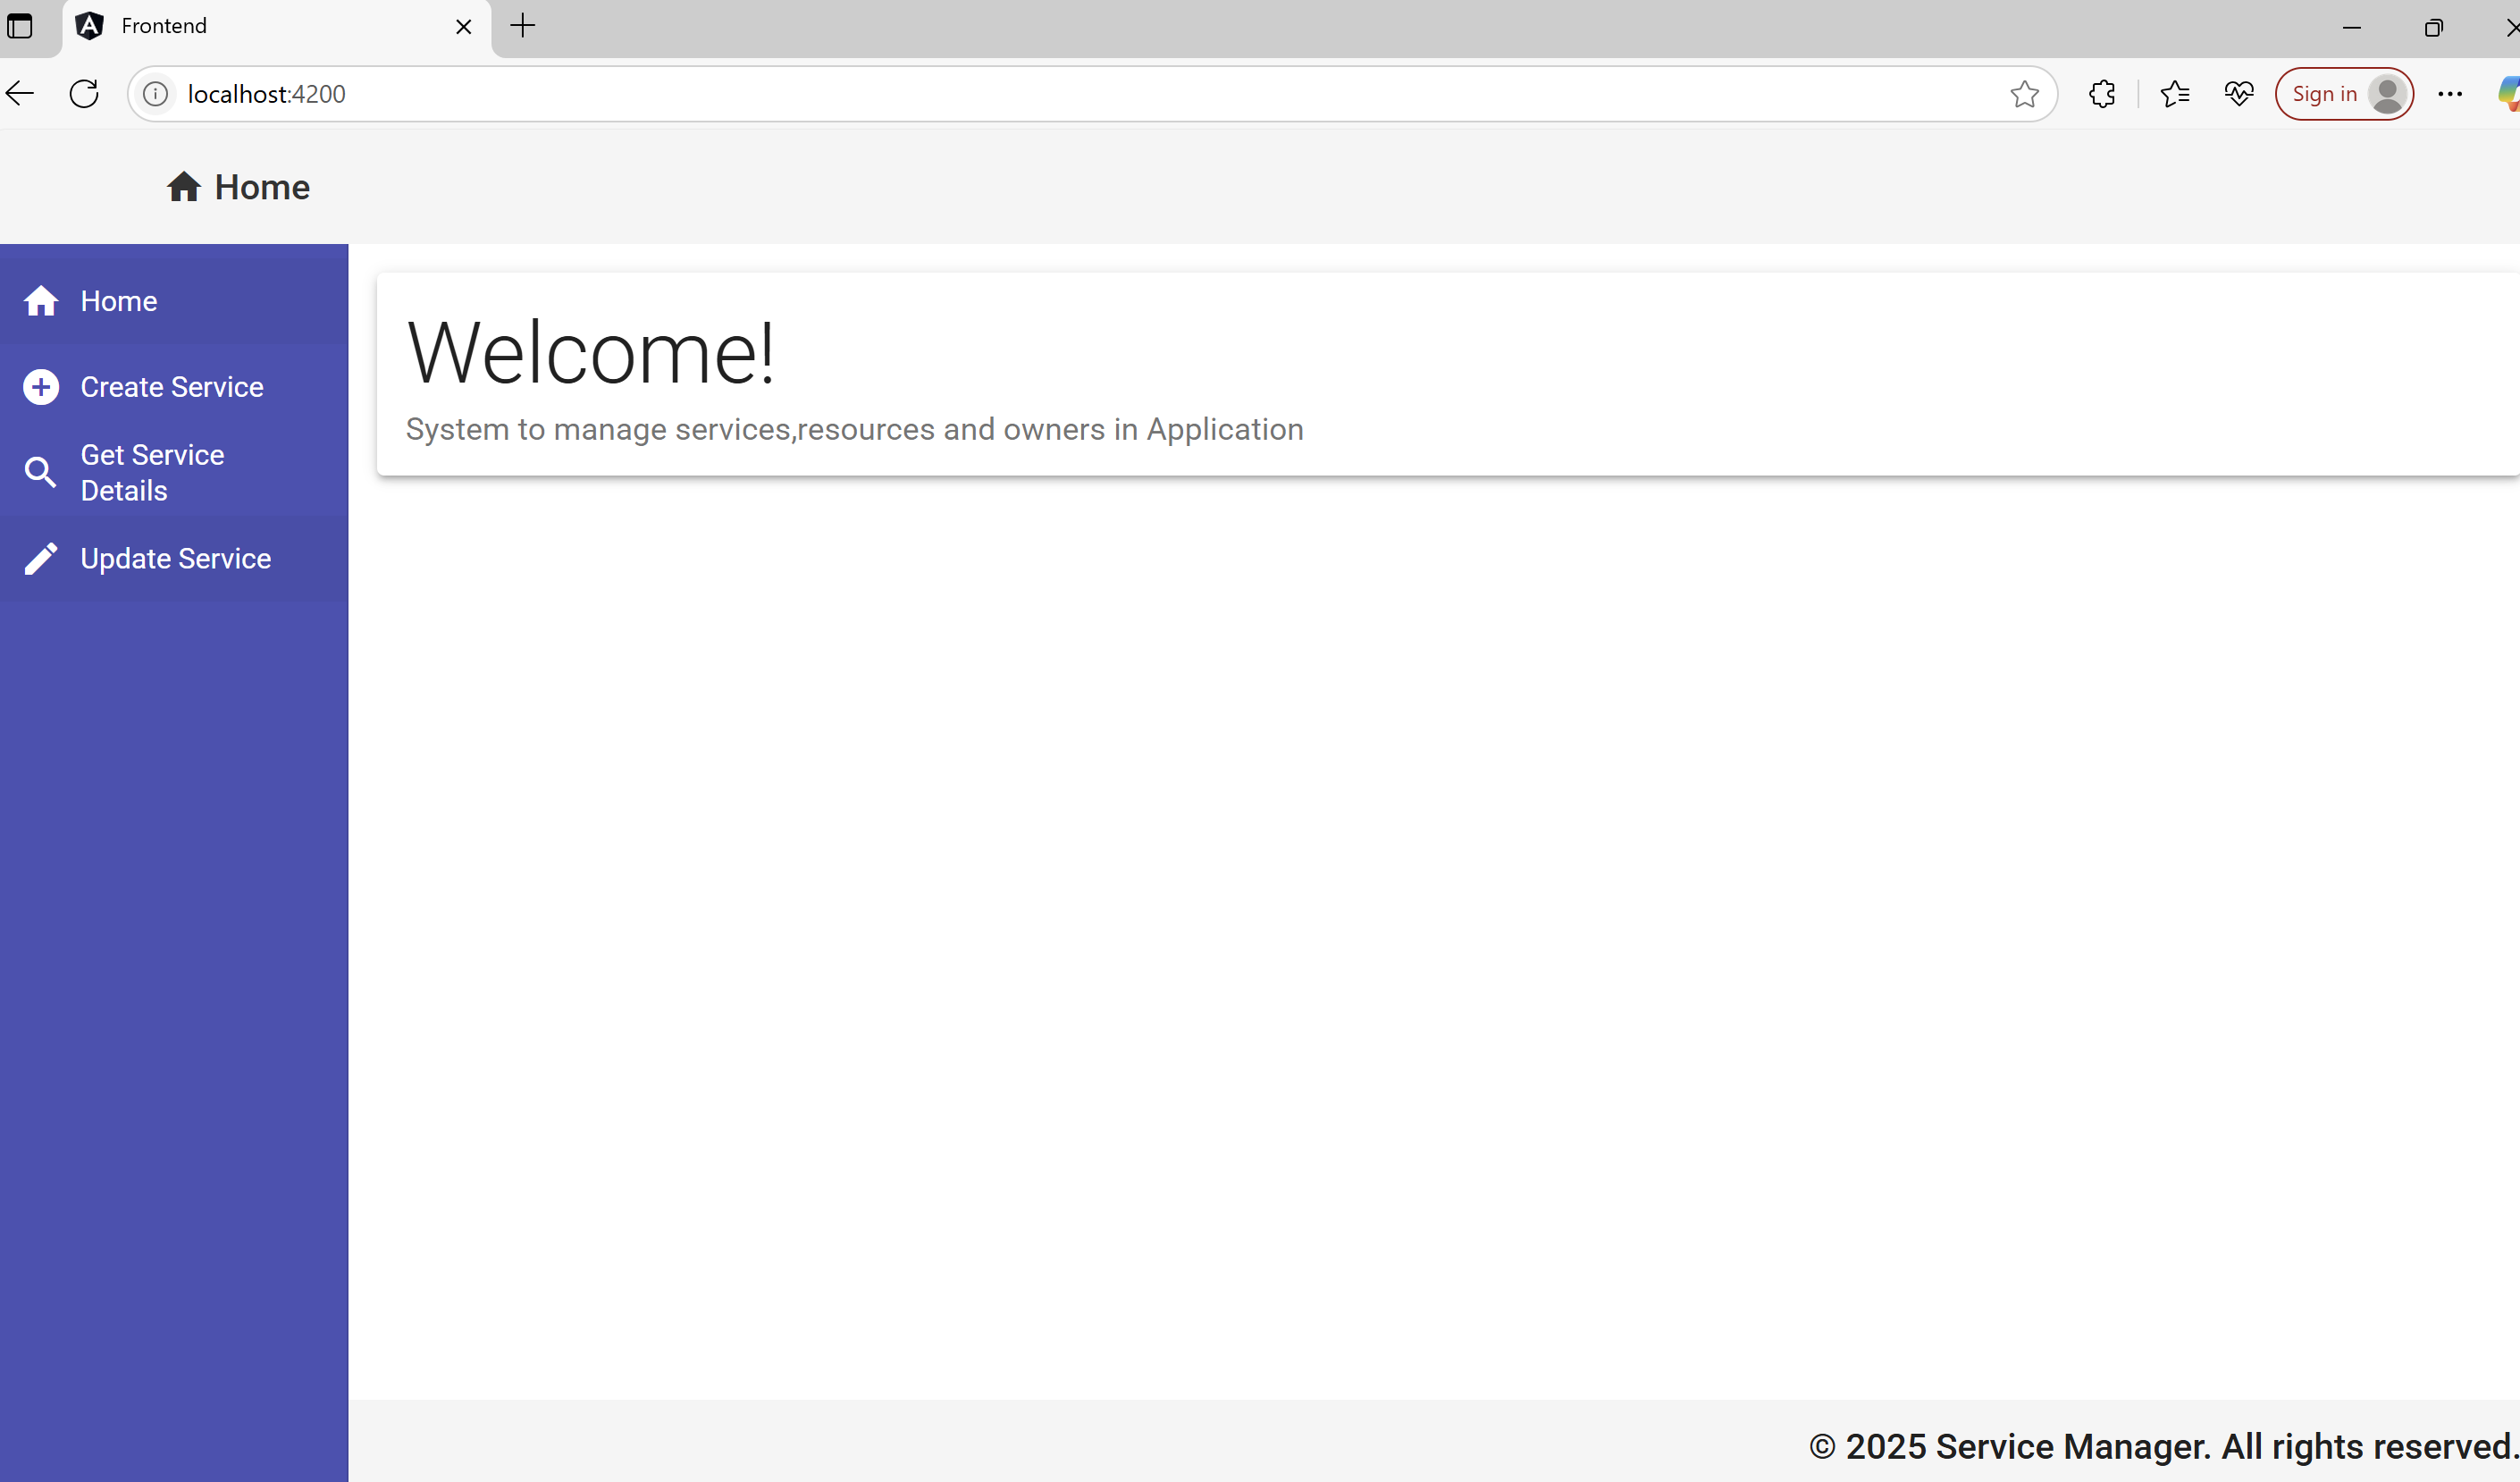 Frontend
localhost:4200
Sign in
Home
Home
Create Service
Get Service
Details
Update Service
Welcome!
System to manage services,resources and owners in Application
© 2025 Service Manager. All rights reserved.